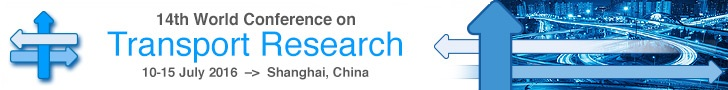 14th World Conference on
Transport Research
10-15 July 2016 –> Shanghai, China